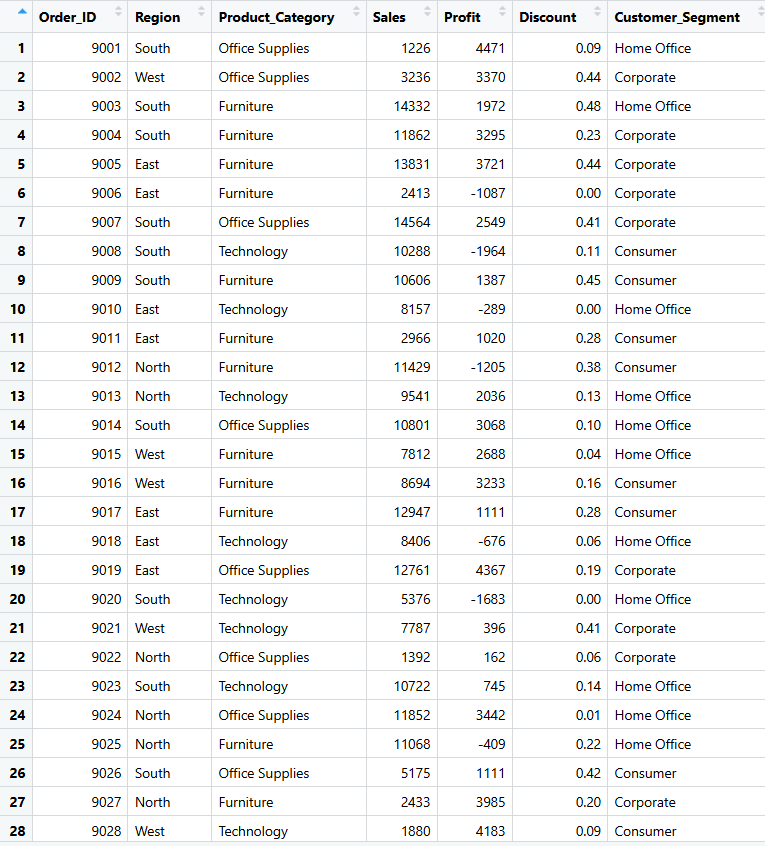 Order_ID Region Product_Category Sales Profit Discount Customer_Segment
1 9001 South Office Supplies 1226 4471 0.09 Home Office
2 9002 West Office Supplies 3236 3370 0.44 Corporate
3 9003 South Furniture 14332 1972 0.48 Home Office
4 9004 South Furniture 11862 3295 0.23 Corporate
5 9005 East Furniture 13831 3721 0.44 Corporate
6 9006 East Furniture 2413 -1087 0.00 Corporate
7 9007 South Office Supplies 14564 2549 0.41 Corporate
8 9008 South Technology 10288 -1964 0.11 Consumer
9 9009 South Furniture 10606 1387 0.45 Consumer
10 9010 East Technology 8157 -289 0.00 Home Office
11 9011 East Furniture 2966 1020 0.28 Consumer
12 9012 North Furniture 11429 -1205 0.38 Consumer
13 9013 North Technology 9541 2036 0.13 Home Office
14 9014 South Office Supplies 10801 3068 0.10 Home Office
15 9015 West Furniture 7812 2688 0.04 Home Office
16 9016 West Furniture 8694 3233 0.16 Consumer
17 9017 East Furniture 12947 1111 0.28 Consumer
18 9018 East Technology 8406 -676 0.06 Home Office
19 9019 East Office Supplies 12761 4367 0.19 Corporate
20 9020 South Technology 5376 -1683 0.00 Home Office
21 9021 West Technology 7787 396 0.41 Corporate
22 9022 North Office Supplies 1392 162 0.06 Corporate
23 9023 South Technology 10722 745 0.14 Home Office
24 9024 North Office Supplies 11852 3442 0.01 Home Office
25 9025 North Furniture 11068 -409 0.22 Home Office
26 9026 South Office Supplies 5175 1111 0.42 Consumer
27 9027 North Furniture 2433 3985 0.20 Corporate
28 9028 West Technology 1880 4183 0.09 Consumer